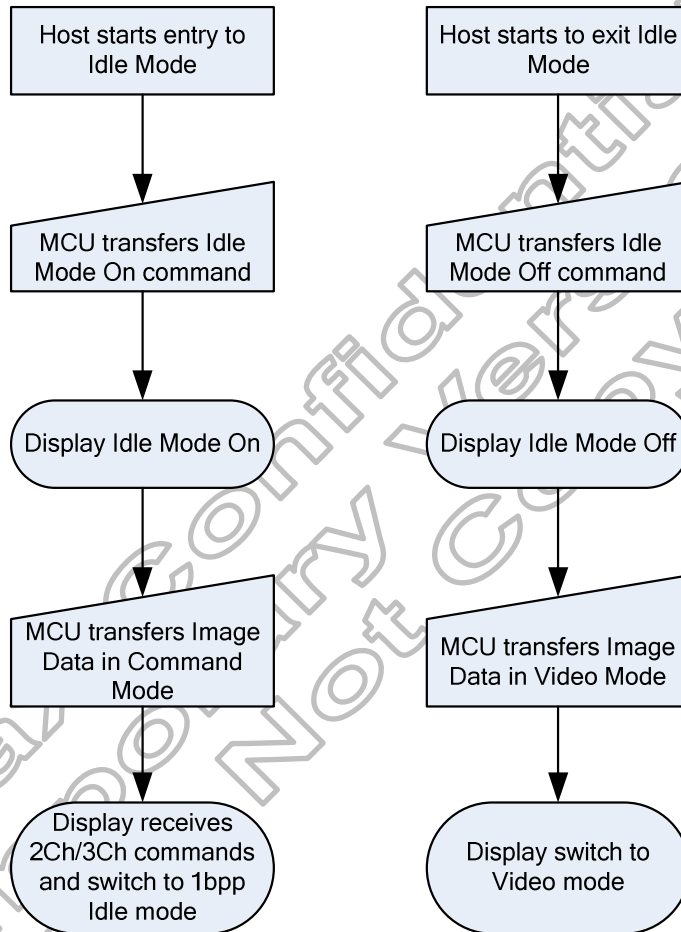 Host starts entry to
Idle Mode
MCU transfers Idle
Mode On command
Display Idle Mode On
MCU transfers Image
Data in Command
Mode
Display receives
2Ch/3Ch commands
and switch to 1bpp
Idle mode
Host starts to exit Idle
Mode
MCU transfers Idle
Mode Off command
Display Idle Mode Off
MCU transfers Image
Data in Video Mode
Display switch to
Video mode
Not